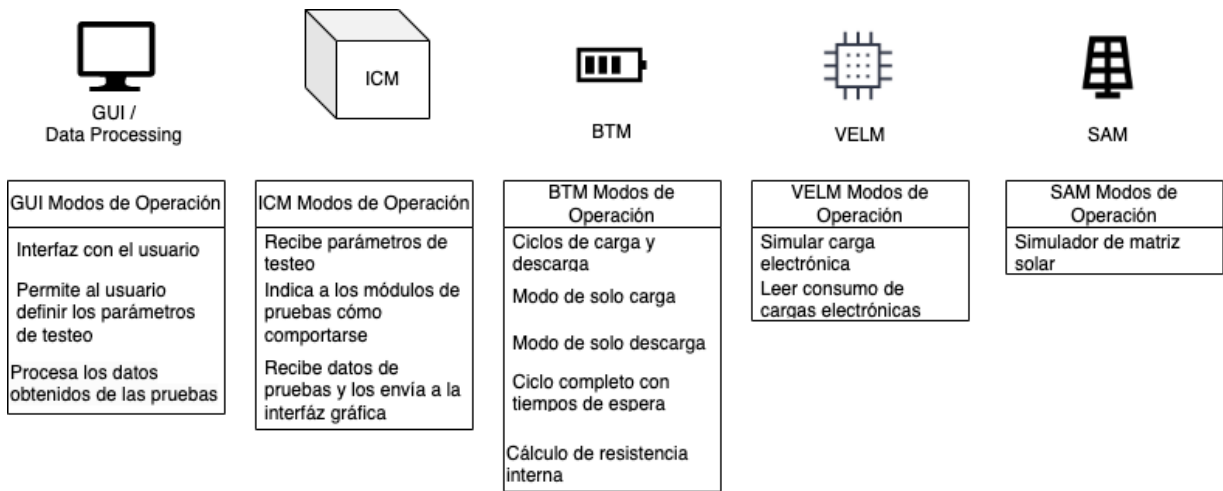 GUI /
Data Processing
ICM
BTM
VELM
SAM
GUI Modos de Operación
Interfaz con el usuario
Permite al usuario
definir los parámetros
de testeo
Procesa los datos
obtenidos de las pruebas
ICM Modos de Operación
Recibe parámetros de
testeo
Indica a los módulos de
pruebas cómo
comportarse
Recibe datos de
pruebas y los envía a la
interfáz gráfica
BTM Modos de
Operación
Ciclos de carga y
descarga
Modo de solo carga
Modo de solo descarga
Ciclo completo con
tiempos de espera
Cálculo de resistencia
interna
VELM Modos de
Operación
Simular carga
electrónica
Leer consumo de
cargas electrónicas
SAM Modos de
Operación
Simulador de matriz
solar